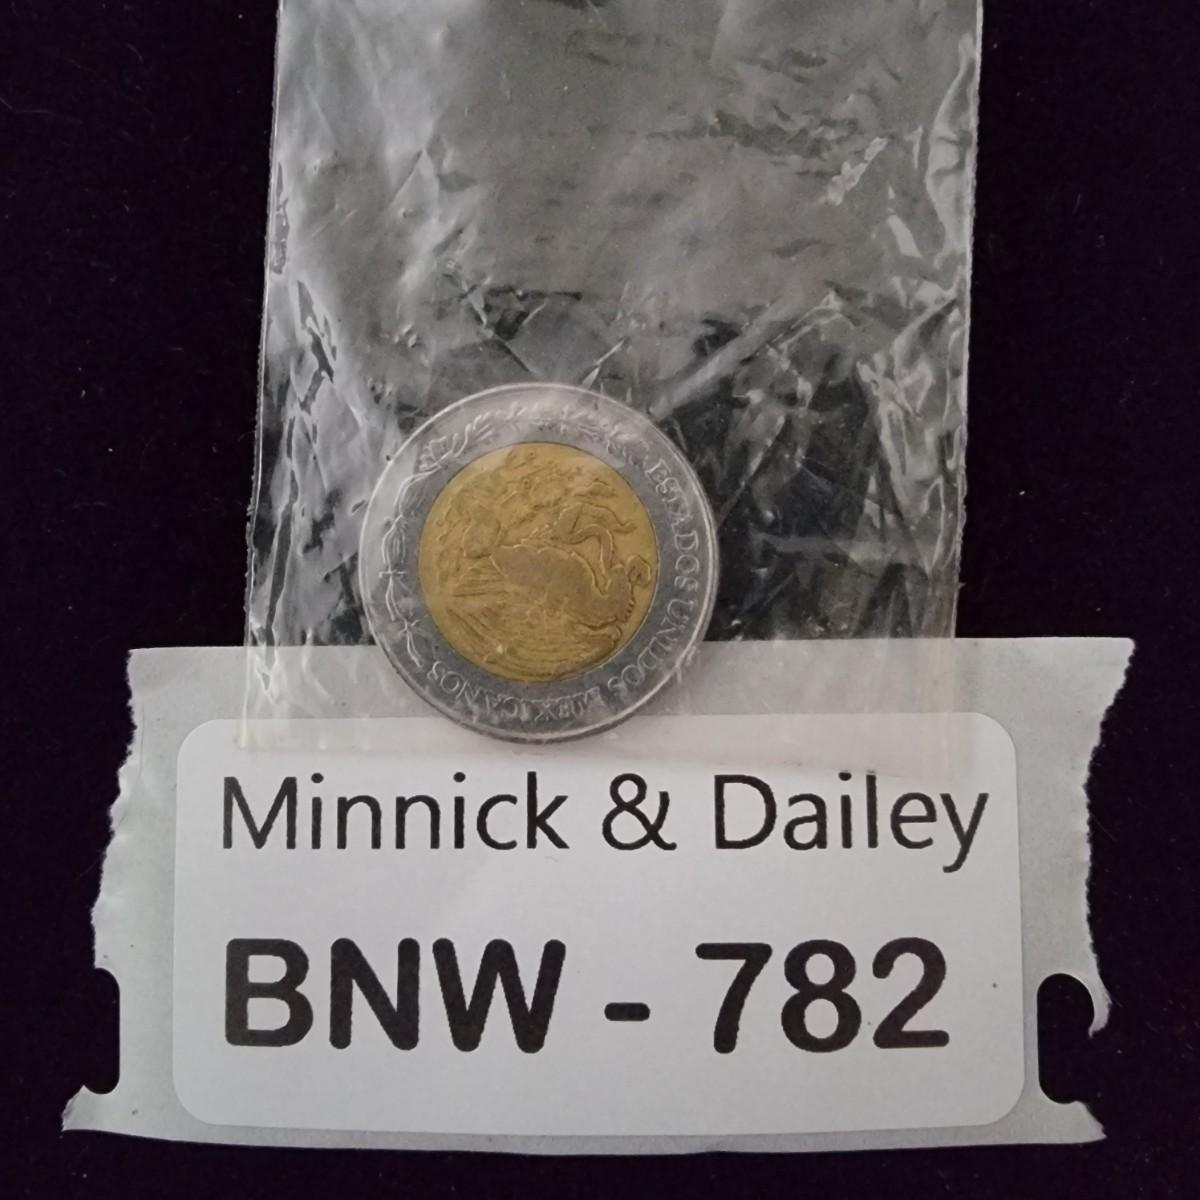 ESTADOS UNIDOS MEXICANOS
Minnick & Dailey
BNW - 782